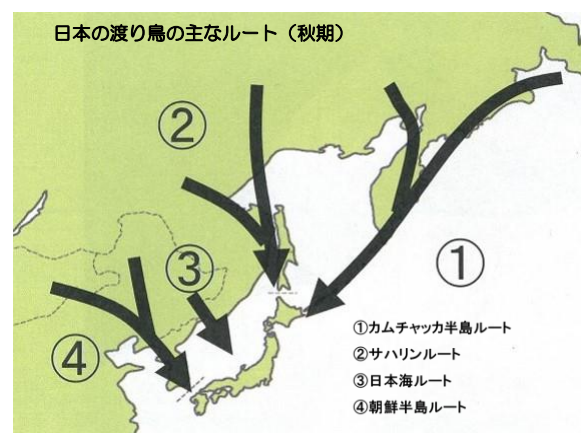 日本の渡り鳥の主なルート（秋期）
②
①
③
④
①カムチャッカ半島ルート
②サハリンルート
③日本海ルート
④朝鮮半島ルート